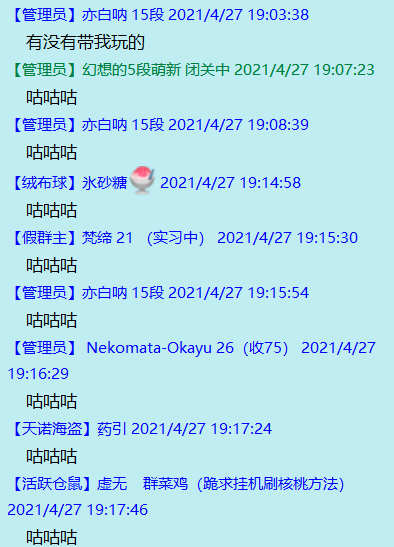 【管理员】亦白呐 15段 2021/4/27 19:03:38
有没有带我玩的
【管理员】幻想的5段萌新 闭关中 2021/4/27 19:07:23
咕咕咕
【管理员】亦白呐 15段 2021/4/27 19:08:39
咕咕咕
【绒布球】氷砂糖🍧 2021/4/27 19:14:58
咕咕咕
【假群主】梵缔 21 （实习中） 2021/4/27 19:15:30
咕咕咕
【管理员】亦白呐 15段 2021/4/27 19:15:54
咕咕咕
【管理员】 Nekomata-Okayu 26（收75） 2021/4/27
19:16:29
咕咕咕
【天诺海盗】药引 2021/4/27 19:17:24
咕咕咕
【活跃仓鼠】虚无　群菜鸡（跪求挂机刷核桃方法）
2021/4/27 19:17:46
咕咕咕